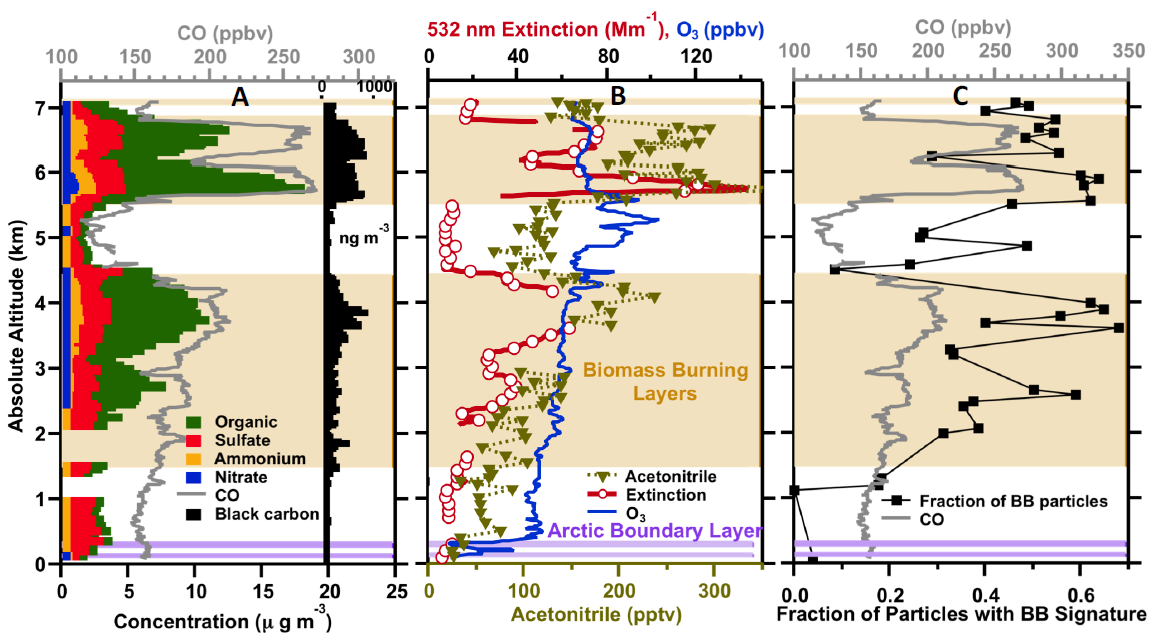 CO (ppbv)
100 150 200 250 300
0 1000
A
7
6
5
4
3
2
1
0
Absolute Altitude (km)
ng m-3
Organic
Sulfate
Ammonium
Nitrate
CO
Black carbon
0 5 10 15 20 25
Concentration (μ g m-3)
532 nm Extinction (Mm-1), O3 (ppbv)
0 40 80 120
B
Biomass Burning
Layers
Acetonitrile
Extinction
O3
Arctic Boundary Layer
0 100 200 300
Acetonitrile (pptv)
CO (ppbv)
100 150 200 250 300 350
C
Fraction of BB particles
CO
0.0 0.2 0.4 0.6
Fraction of Particles with BB Signature